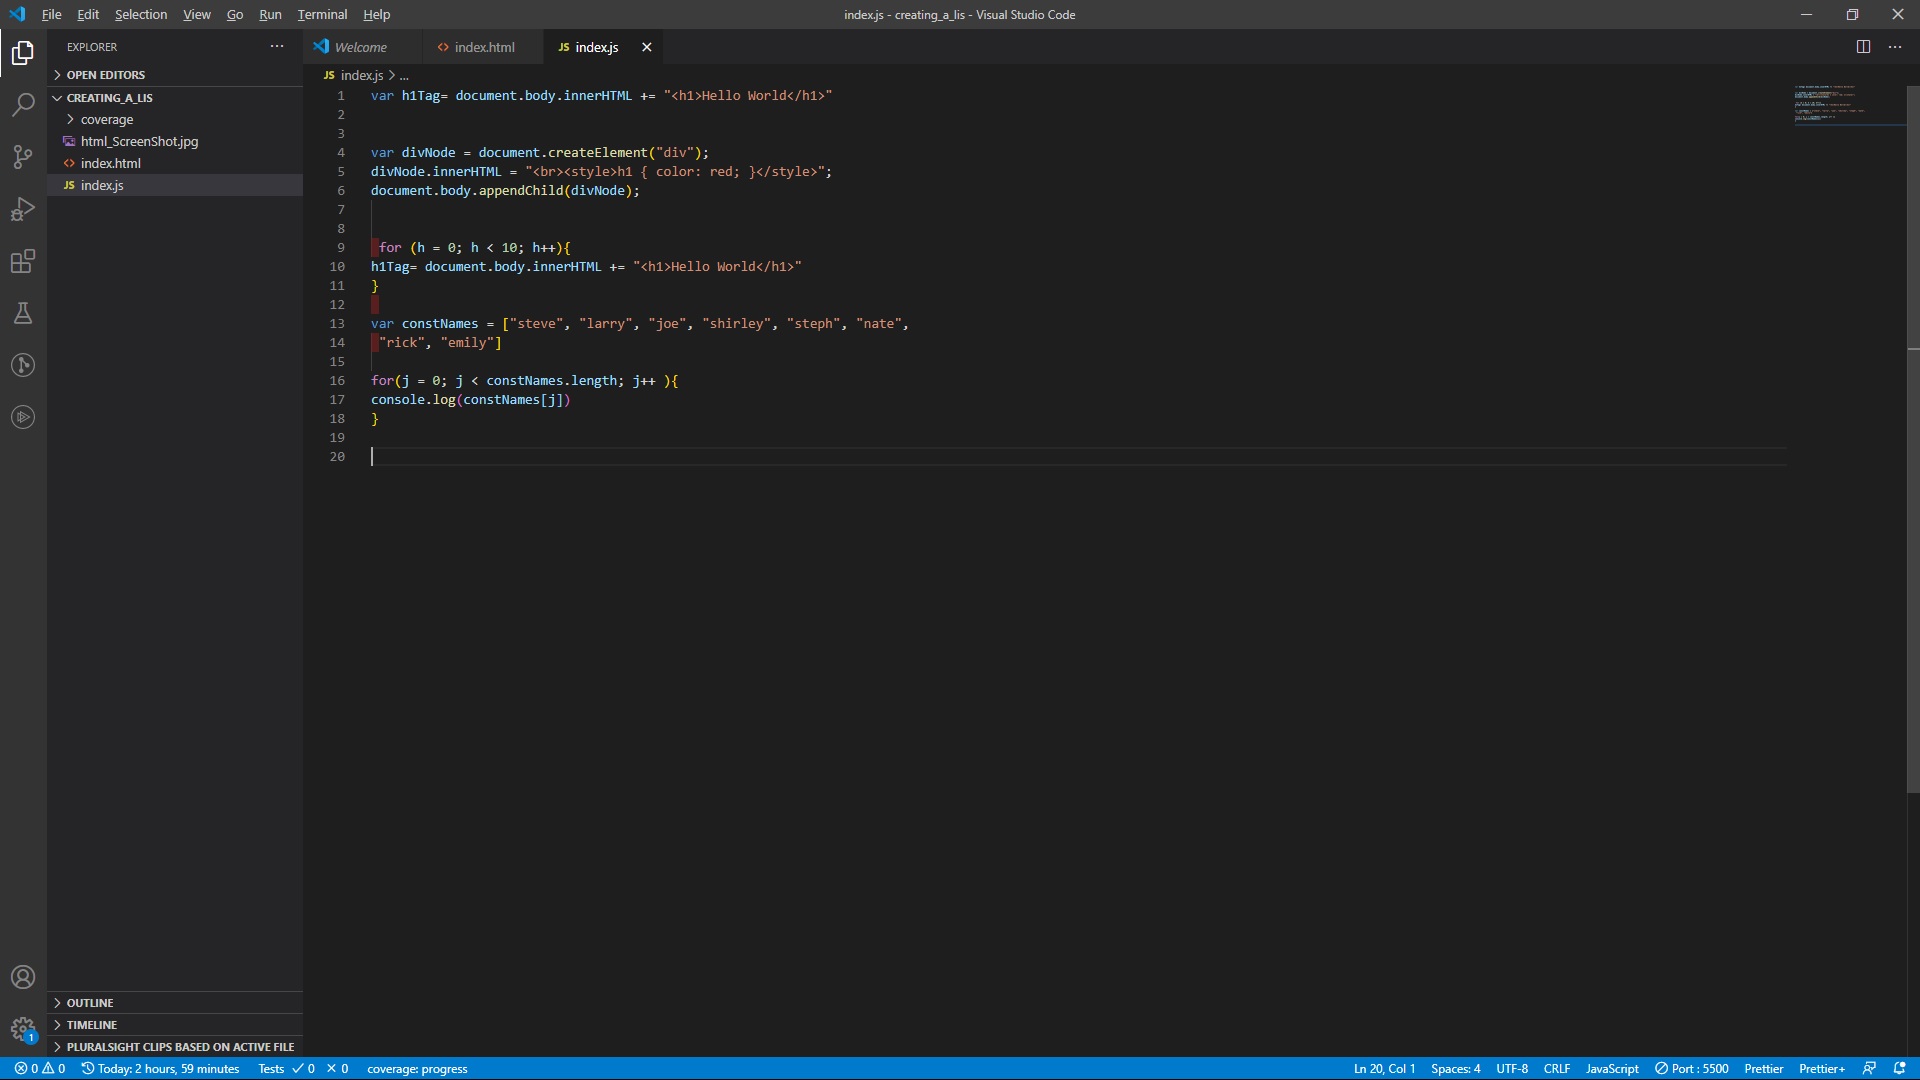 File Edit Selection View Go Run Terminal Help
index.js - creating_a_lis - Visual Studio Code
EXPLORER
OPEN EDITORS
CREATING_A_LIS
coverage
html_ScreenShot.jpg
index.html
JS index.js
Welcome
index.html
JS index.js
JS index.js > ...
1 var h1Tag= document.body.innerHTML += "<h1>Hello World</h1>"
2
3
4 var divNode = document.createElement("div");
5 divNode.innerHTML = "<br><style>h1 { color: red; }</style>";
6 document.body.appendChild(divNode);
7
8
9 for (h = 0; h < 10; h++){
10 h1Tag= document.body.innerHTML += "<h1>Hello World</h1>"
11 }
12
13 var constNames = ["steve", "larry", "joe", "shirley", "steph", "nate",
14 "rick", "emily"]
15
16 for(j = 0; j < constNames.length; j++ ){
17 console.log(constNames[j])
18 }
19
20
OUTLINE
TIMELINE
PLURALSIGHT CLIPS BASED ON ACTIVE FILE
1
0 0 Today: 2 hours, 59 minutes Tests ✓ 0 × 0 coverage: progress
Ln 20, Col 1 Spaces: 4 UTF-8 CRLF JavaScript Port : 5500 Prettier Prettier+